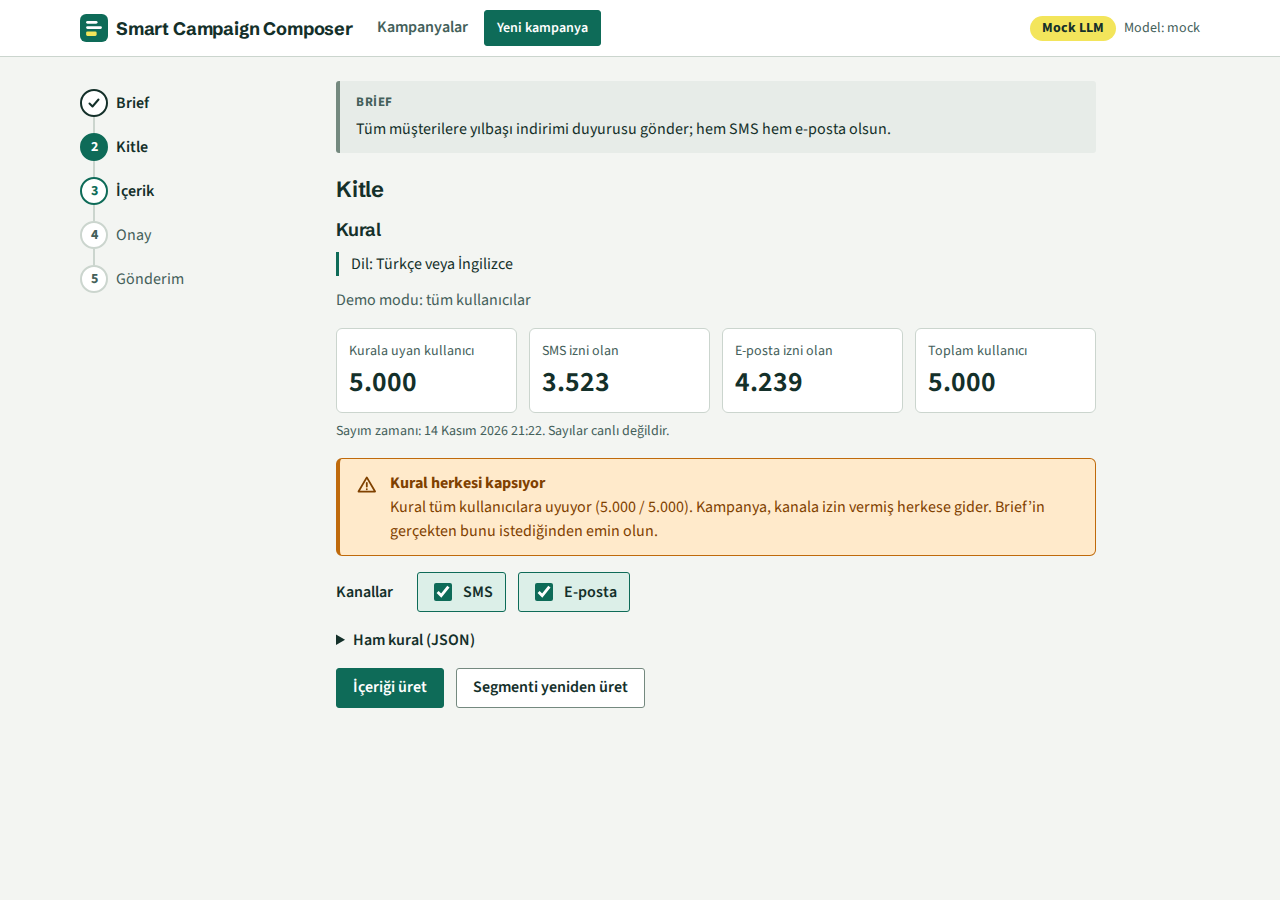 Smart Campaign Composer
Kampanyalar
Yeni kampanya
Mock LLM
Model: mock
Brief
2 Kitle
3 İçerik
4 Onay
5 Gönderim
BRİEF
Tüm müşterilere yılbaşı indirimi duyurusu gönder; hem SMS hem e-posta olsun.
Kitle
Kural
Dil: Türkçe veya İngilizce
Demo modu: tüm kullanıcılar
Kurala uyan kullanıcı
5.000
SMS izni olan
3.523
E-posta izni olan
4.239
Toplam kullanıcı
5.000
Sayım zamanı: 14 Kasım 2026 21:22. Sayılar canlı değildir.
Kural herkesi kapsıyor
Kural tüm kullanıcılara uyuyor (5.000 / 5.000). Kampanya, kanala izin vermiş herkese gider. Brief’in
gerçekten bunu istediğinden emin olun.
Kanallar
SMS
E-posta
Ham kural (JSON)
İçeriği üret
Segmenti yeniden üret